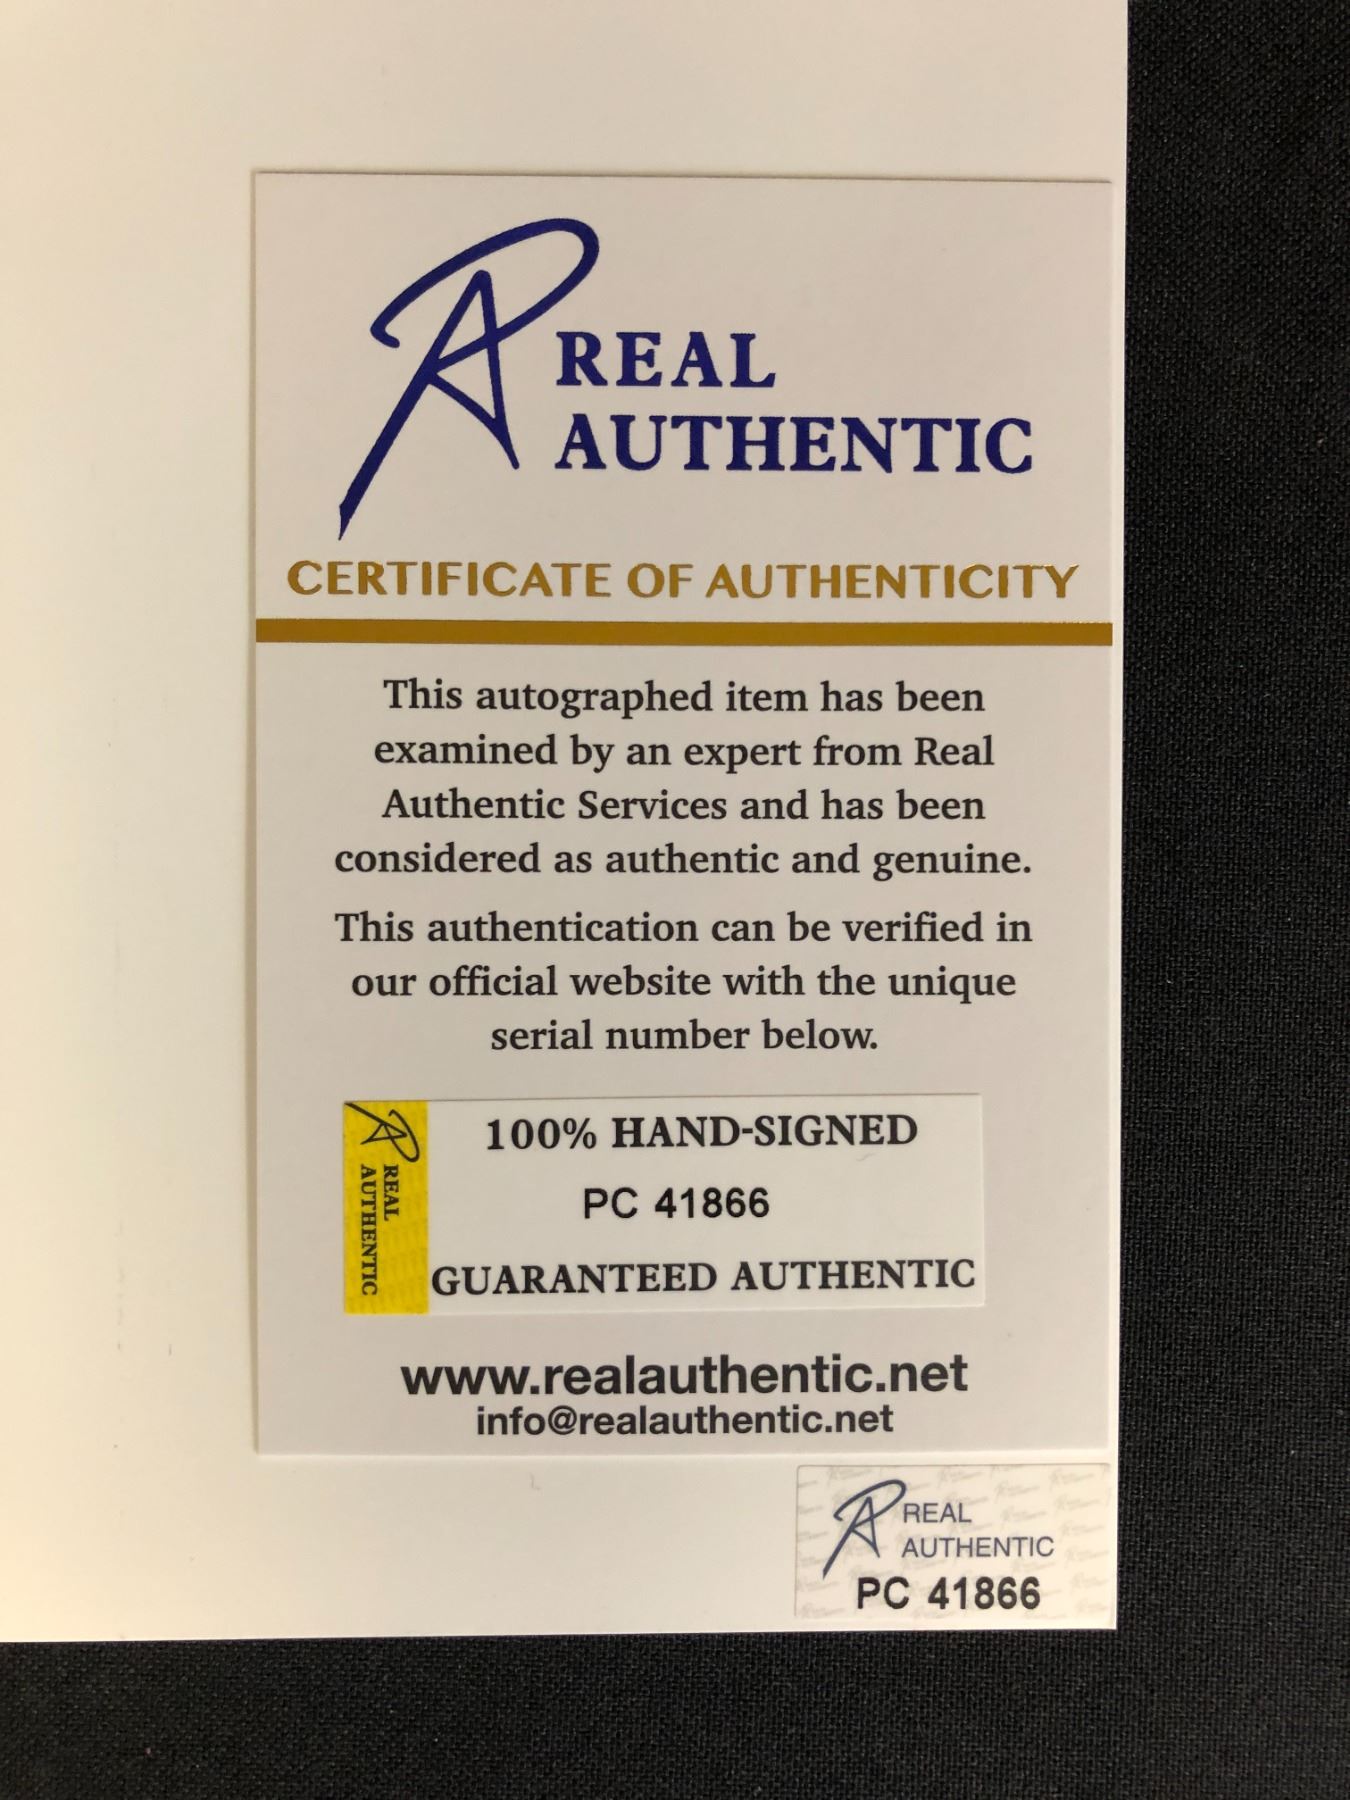 REAL
AUTHENTIC
CERTIFICATE OF AUTHENTICITY
This autographed item has been
examined by an expert from Real
Authentic Services and has been
considered as authentic and genuine.
This authentication can be verified in
our official website with the unique
serial number below.
REAL
AUTHENTIC
100% HAND-SIGNED
PC 41866
GUARANTEED AUTHENTIC
www.realauthentic.net
info@realauthentic.net
REAL
AUTHENTIC
PC 41866